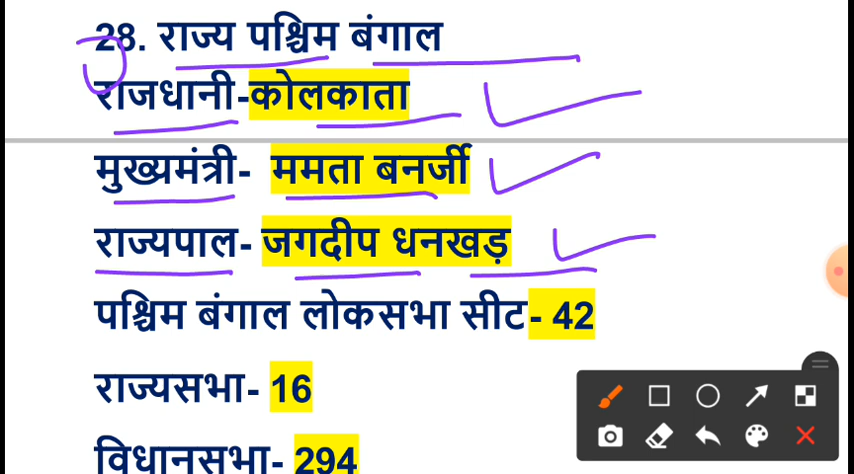 28. राज्य पश्चिम बंगाल
राजधानी-कोलकाता
मुख्यमंत्री- ममता बनर्जी
राज्यपाल- जगदीप धनखड़
पश्चिम बंगाल लोकसभा सीट- 42
राज्यसभा- 16
विधानसभा- 294